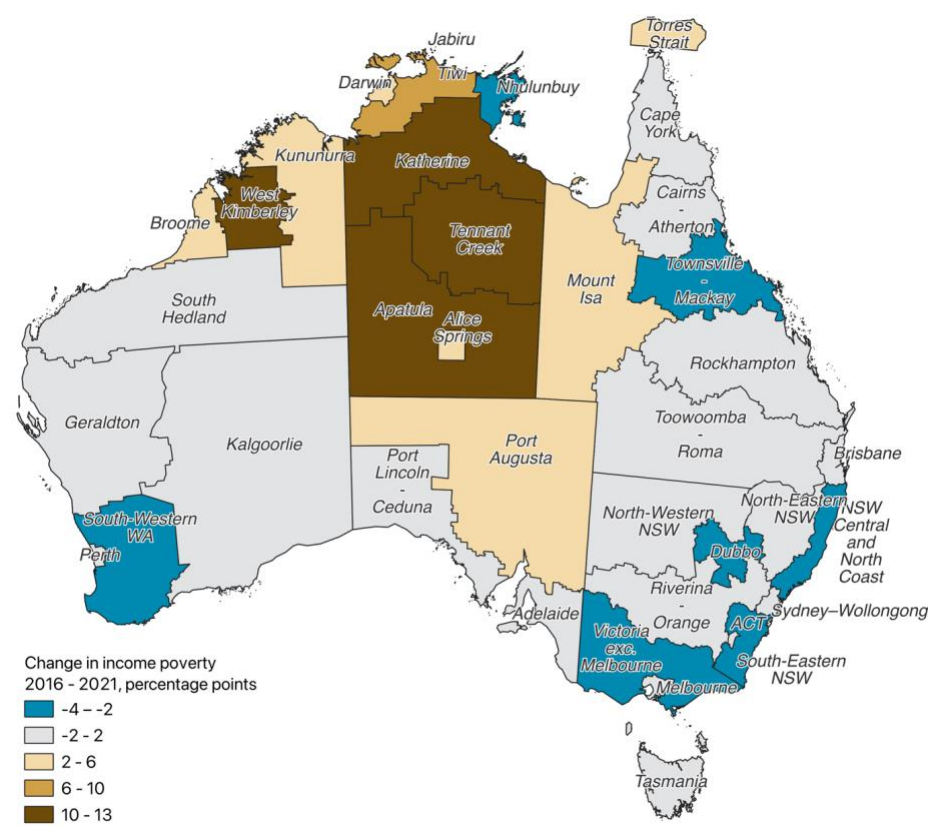 Torres
Strait
Jabiru
Tiwi
Darwin
Nhulunbuy
Cape
York
Kununurra
Katherine
West
Kimberley
Broome
Cairns
-
Atherton
Tennant
Creek
Townsville
-
Mackay
Mount
Isa
South
Hedland
Apatula
Alice
Springs
Rockhampton
Geraldton
Kalgoorlie
Toowoomba
-
Roma
Port
Augusta
Port
Lincoln
-
Ceduna
Brisbane
North-Eastern
NSW
NSW
Central
and
North
Coast
North-Western
NSW
South-Western
WA
Perth
Dubbo
Riverina
-
Orange
Sydney–Wollongong
Adelaide
ACT
Victoria
exc.
Melbourne
South-Eastern
NSW
Melbourne
Tasmania
Change in income poverty
2016 - 2021, percentage points
-4 – -2
-2 - 2
2 - 6
6 - 10
10 - 13